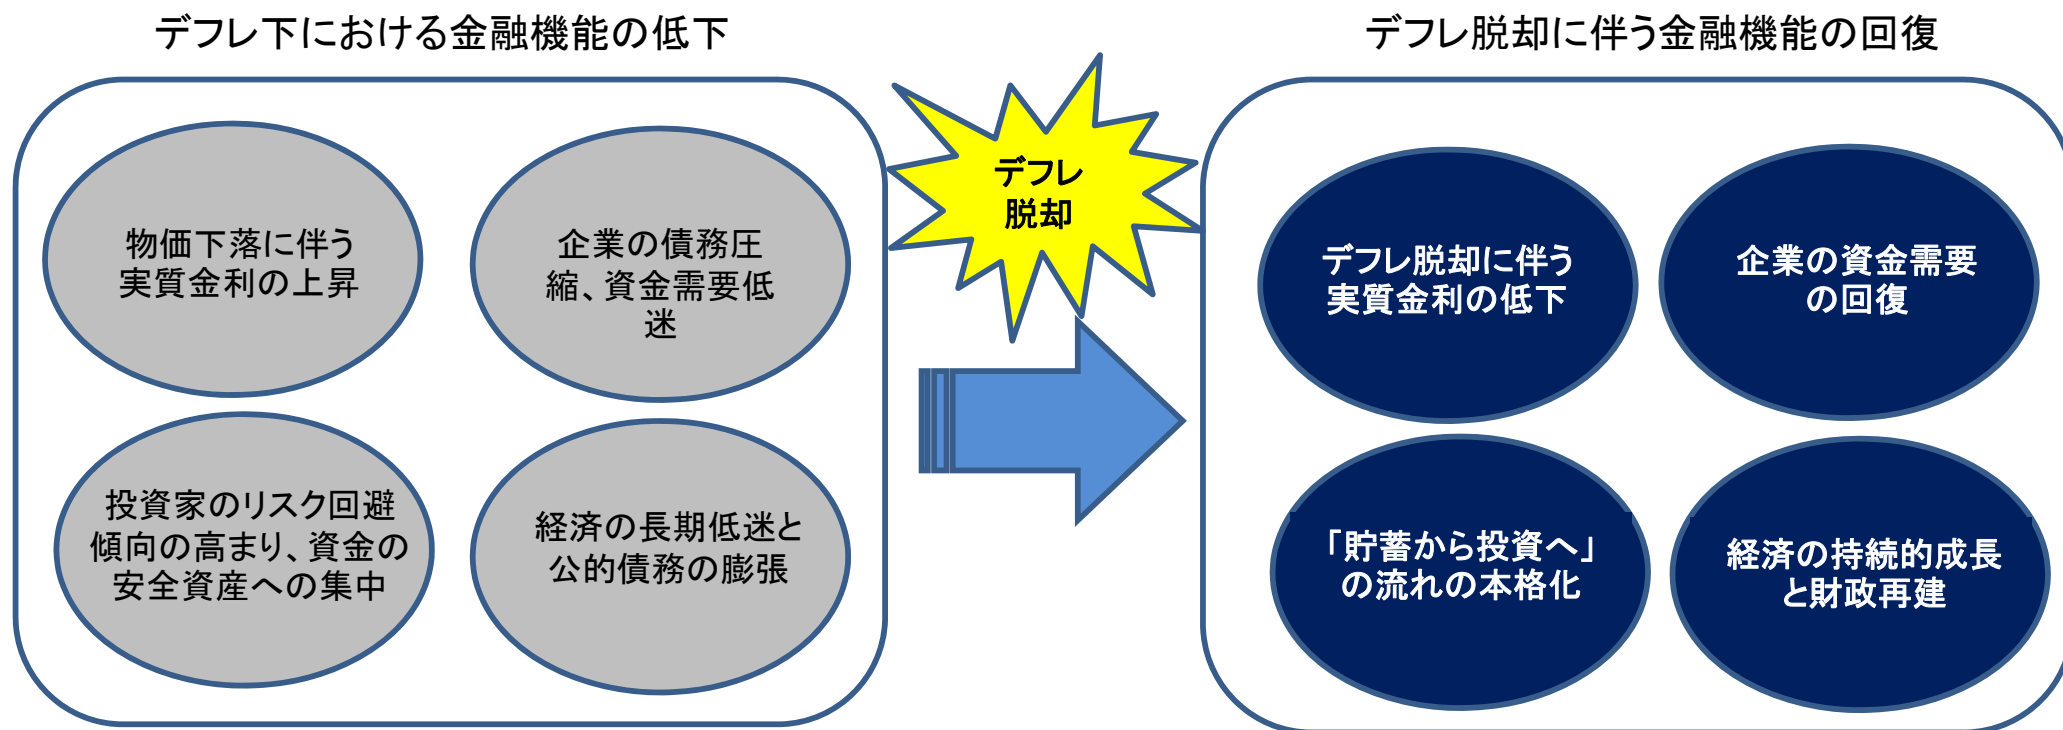 デフレ下における金融機能の低下
物価下落に伴う
実質金利の上昇
企業の債務圧
縮、資金需要低
迷
投資家のリスク回避
傾向の高まり、資金の
安全資産への集中
経済の長期低迷と
公的債務の膨張
デフレ
脱却
デフレ脱却に伴う金融機能の回復
デフレ脱却に伴う
実質金利の低下
企業の資金需要
の回復
「貯蓄から投資へ」
の流れの本格化
経済の持続的成長
と財政再建